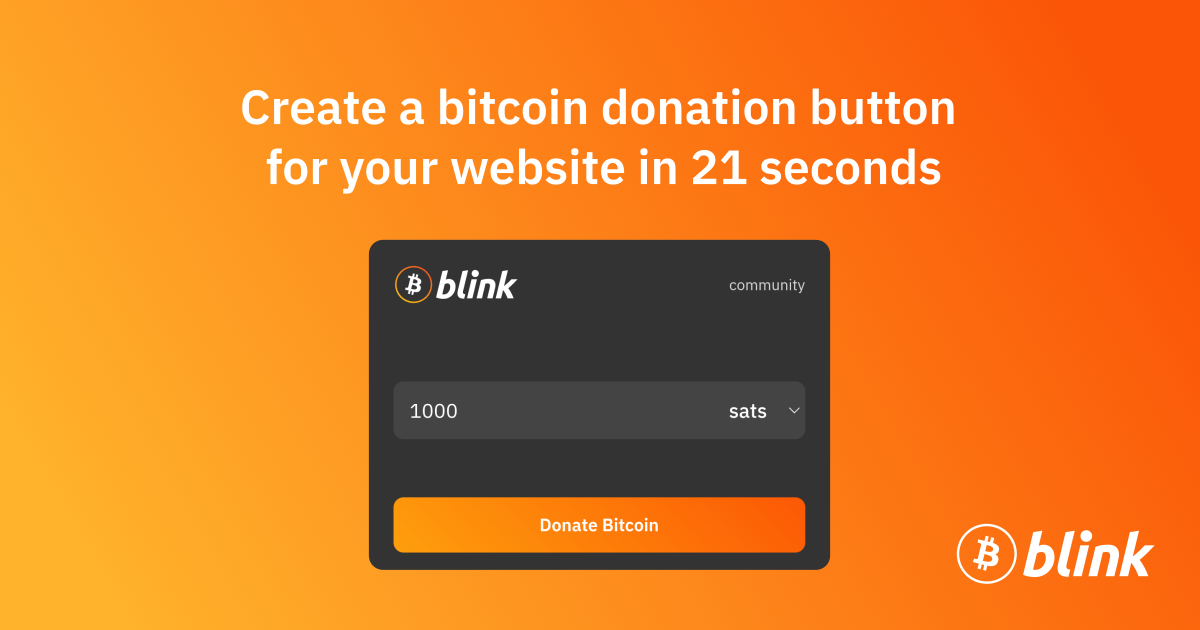 Create a bitcoin donation button
for your website in 21 seconds
blink
community
1000
sats
Donate Bitcoin
blink